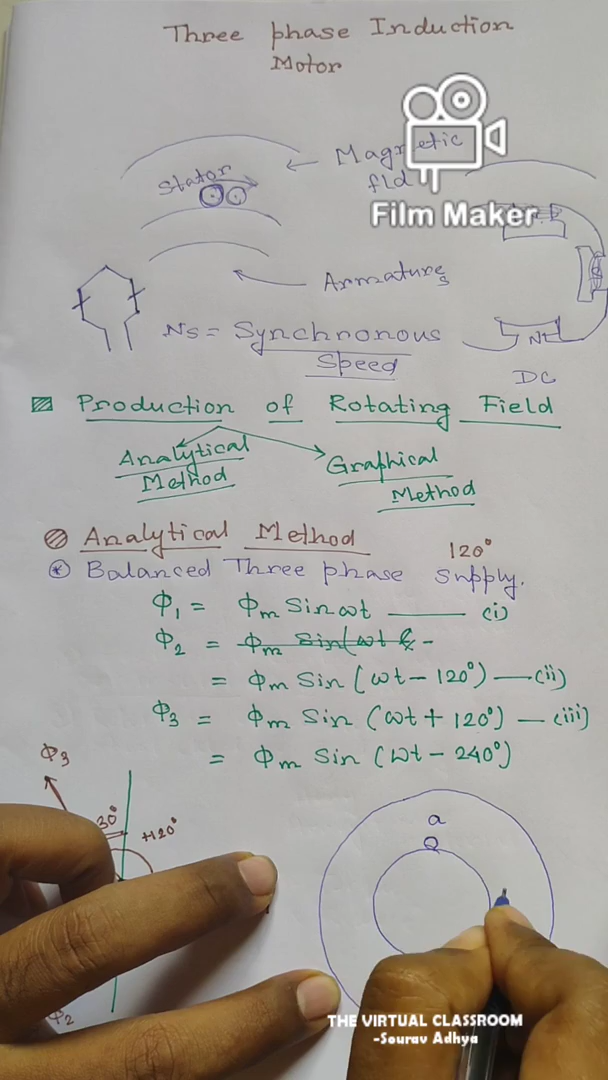 Three phase Induction
Motor
Magnetic
fld
Stator
Film Maker
Armatures
Ns = Synchronous
Speed
N
DC
Production of Rotating Field
Analytical
Method
Graphical
Method
Analytical Method
120°
Balanced Three phase supply.
Φ₁ = Φm Sin ωt —— (i)
Φ₂ = Φm Sin (ωt &-
= Φm Sin (ωt - 120°) — (ii)
Φ₃ = Φm Sin (ωt + 120°) — (iii)
= Φm Sin (ωt - 240°)
Φ₃
30°
+120°
a
Φ₂
THE VIRTUAL CLASSROOM
-Sourav Adhya